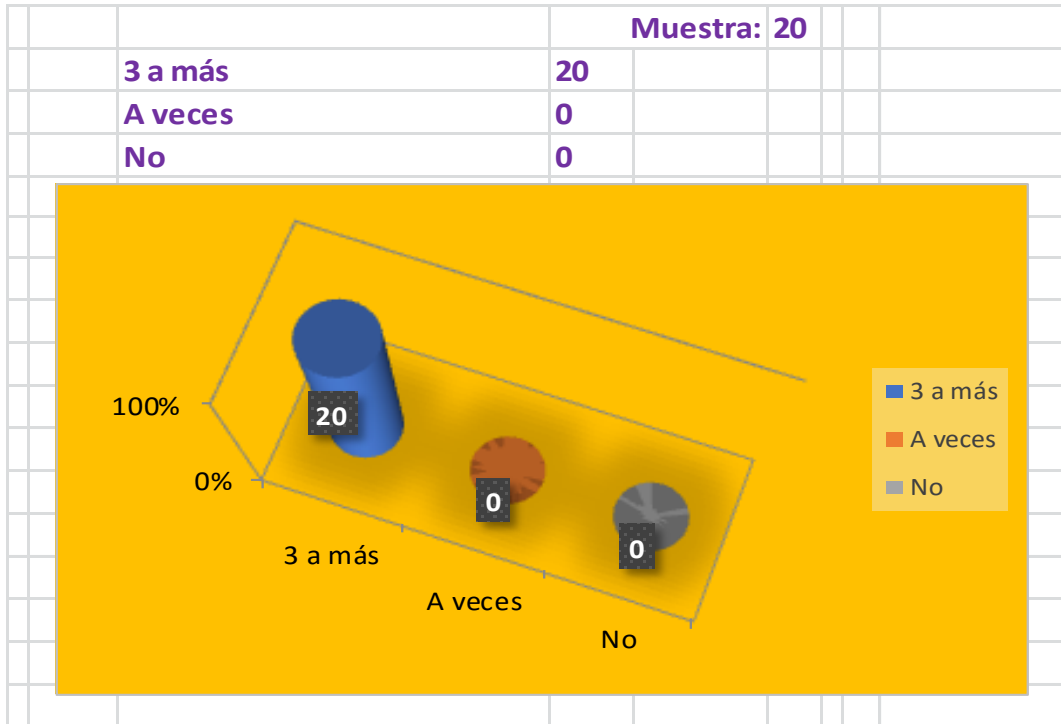 Muestra: 20
3 a más 20
A veces 0
No 0
100%
0%
20
0
0
3 a más
A veces
No
3 a más
A veces
No